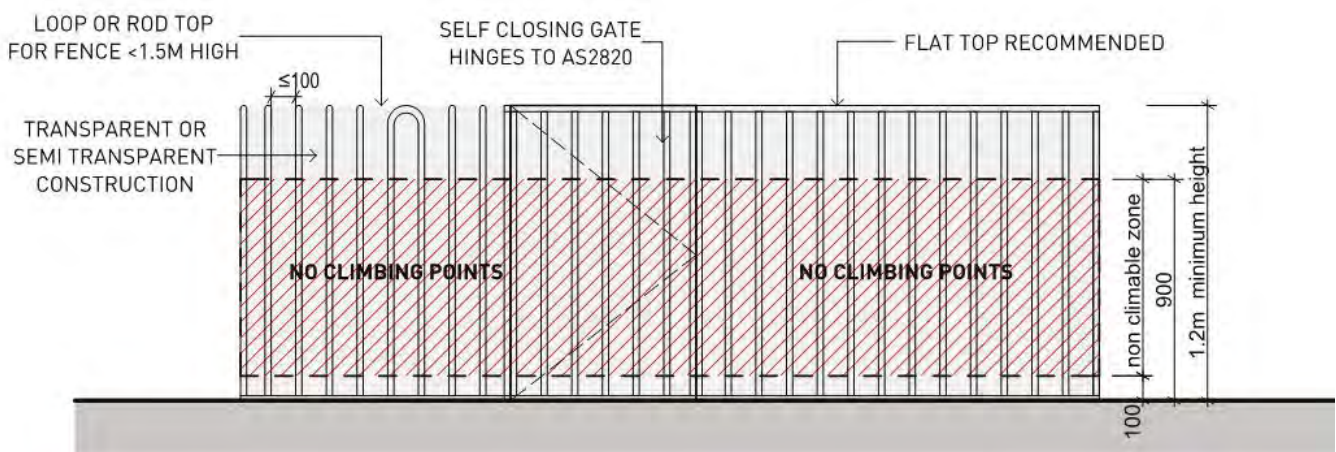 LOOP OR ROD TOP
FOR FENCE <1.5M HIGH
≤100
TRANSPARENT OR
SEMI TRANSPARENT
CONSTRUCTION
SELF CLOSING GATE
HINGES TO AS2820
FLAT TOP RECOMMENDED
NO CLIMBING POINTS
NO CLIMBING POINTS
non climable zone
900
1.2m minimum height
100